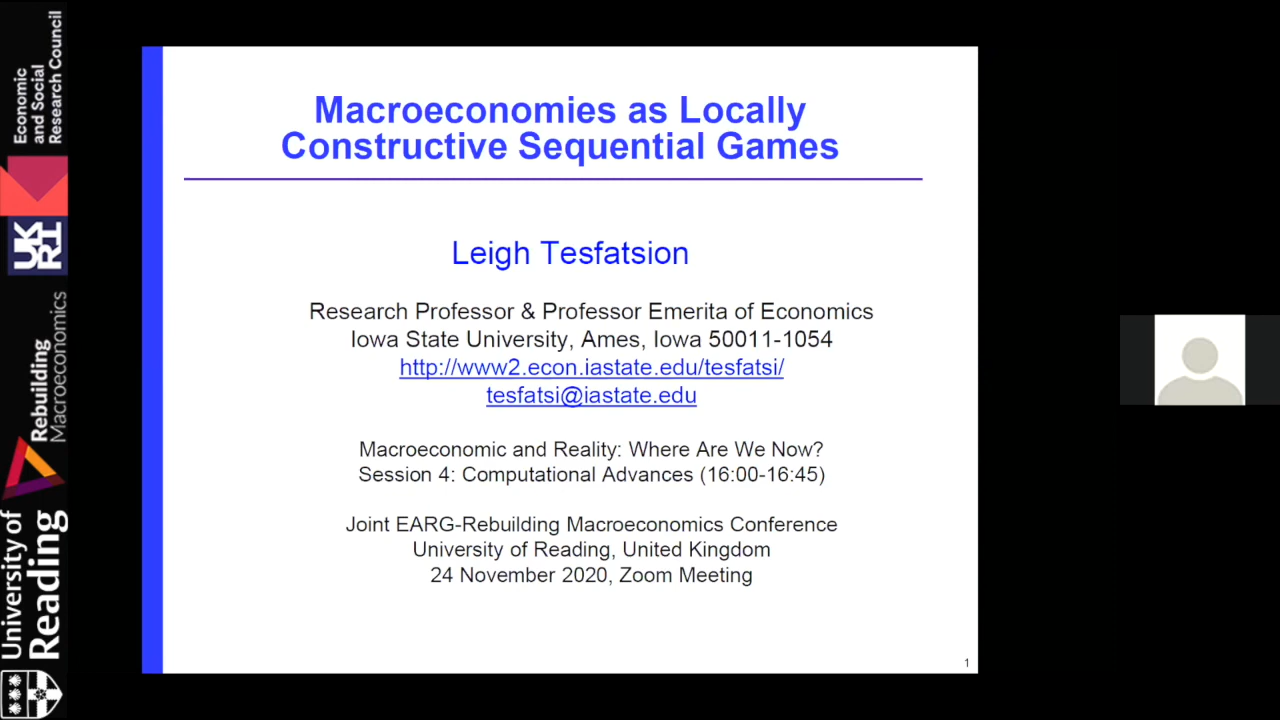 Macroeconomies as Locally
Constructive Sequential Games
Leigh Tesfatsion
Research Professor & Professor Emerita of Economics
Iowa State University, Ames, Iowa 50011-1054
http://www2.econ.iastate.edu/tesfatsi/
tesfatsi@iastate.edu
Macroeconomic and Reality: Where Are We Now?
Session 4: Computational Advances (16:00-16:45)
Joint EARG-Rebuilding Macroeconomics Conference
University of Reading, United Kingdom
24 November 2020, Zoom Meeting
1
Economic
and Social
Research Council
UK
RI
Rebuilding
Macroeconomics
University of
Reading